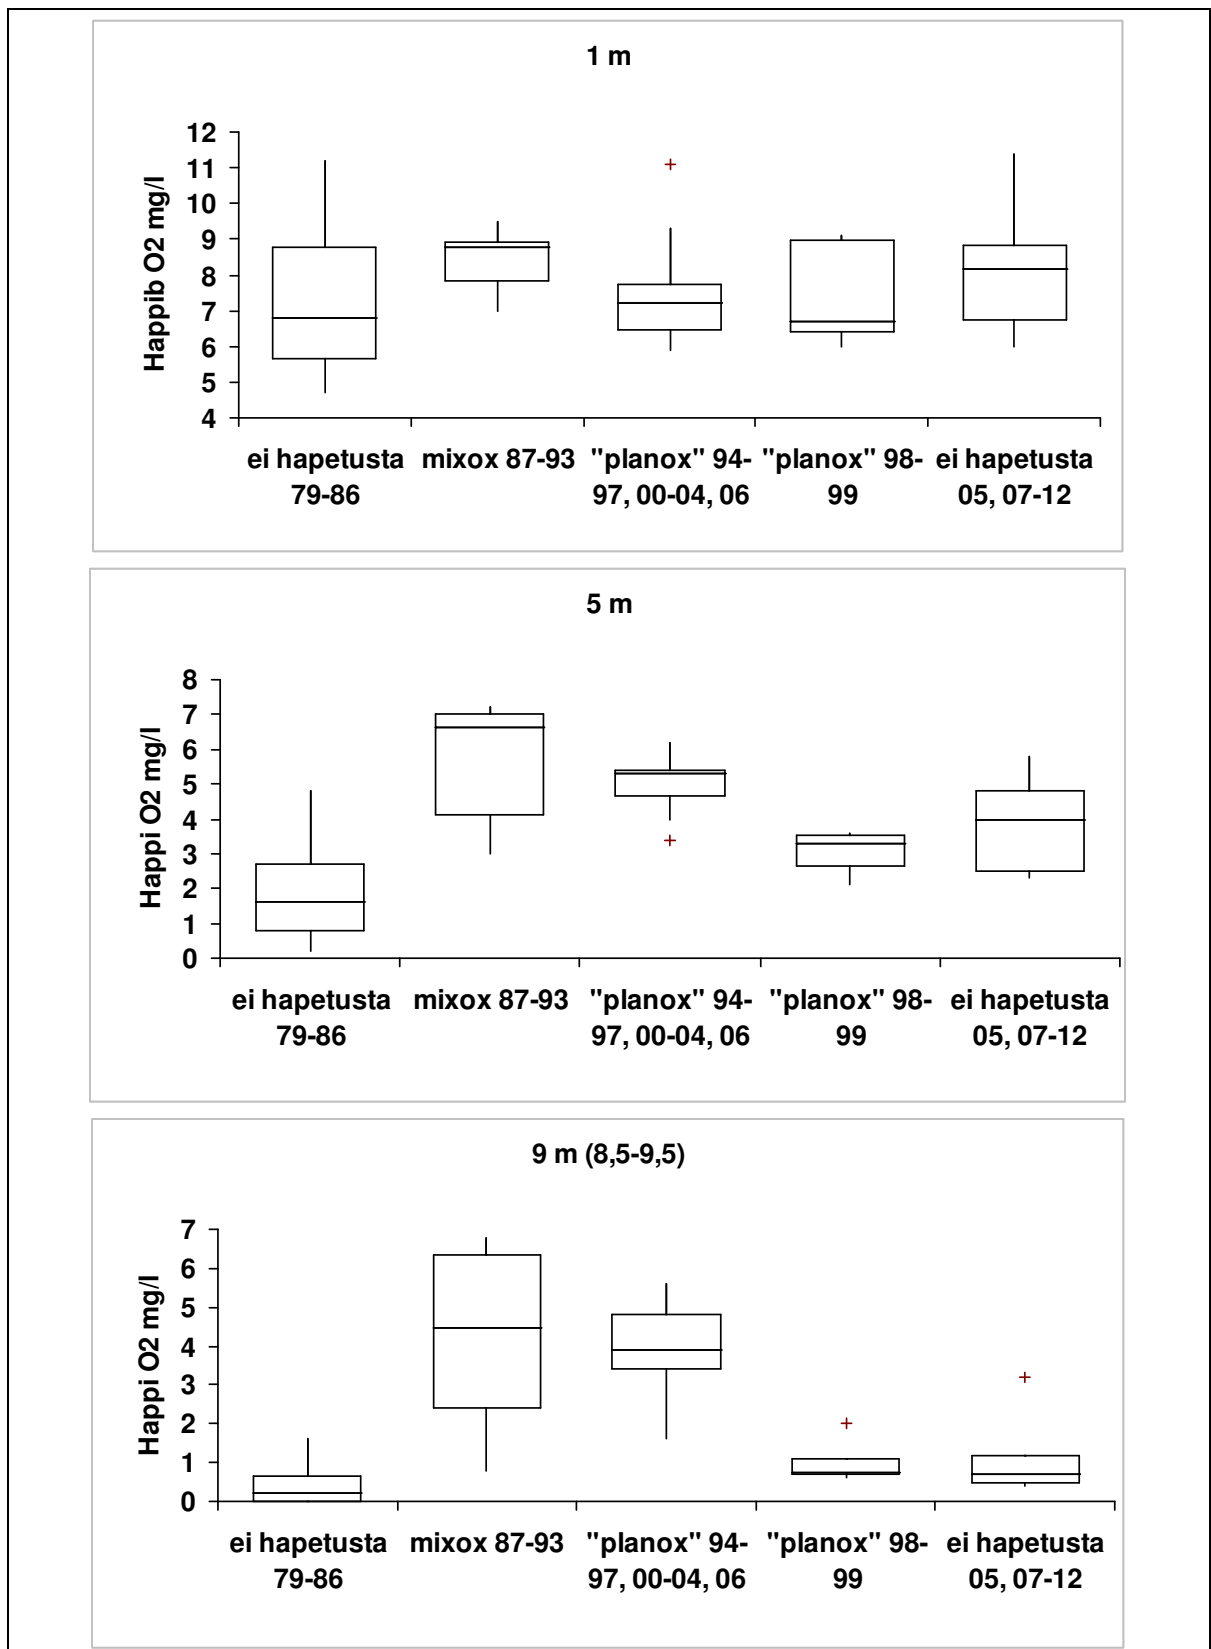 1 m
Happib O2 mg/l
12
11
10
9
8
7
6
5
4
ei hapetusta
79-86
mixox 87-93
"planox" 94-
97, 00-04, 06
"planox" 98-
99
ei hapetusta
05, 07-12
5 m
Happi O2 mg/l
8
7
6
5
4
3
2
1
0
ei hapetusta
79-86
mixox 87-93
"planox" 94-
97, 00-04, 06
"planox" 98-
99
ei hapetusta
05, 07-12
9 m (8,5-9,5)
Happi O2 mg/l
7
6
5
4
3
2
1
0
ei hapetusta
79-86
mixox 87-93
"planox" 94-
97, 00-04, 06
"planox" 98-
99
ei hapetusta
05, 07-12